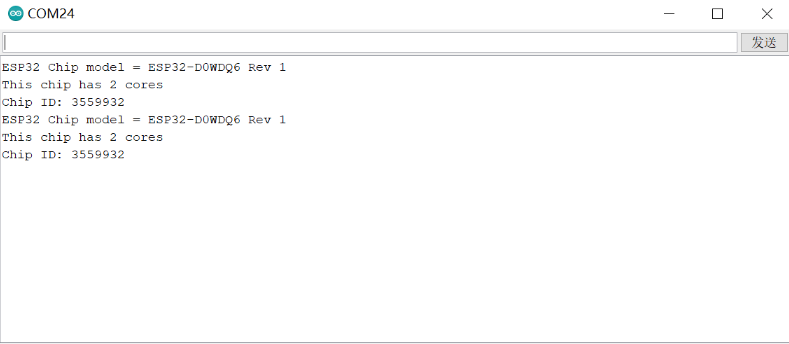 COM24
发送
ESP32 Chip model = ESP32-D0WDQ6 Rev 1
This chip has 2 cores
Chip ID: 3559932
ESP32 Chip model = ESP32-D0WDQ6 Rev 1
This chip has 2 cores
Chip ID: 3559932